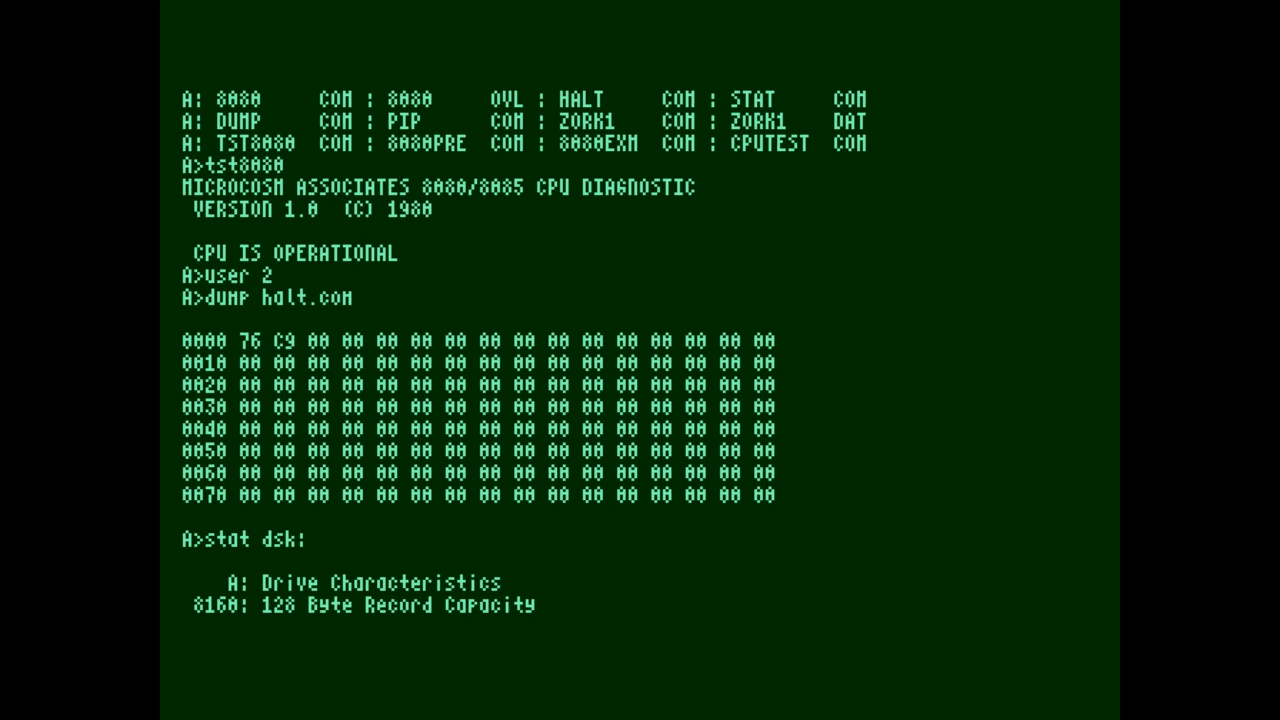 A: 8080     COM : 8080     OVL : HALT     COM : STAT     COM
A: DUMP     COM : PIP      COM : ZORK1    COM : ZORK1    DAT
A: TST8080  COM : 8080PRE  COM : 8080EXM  COM : CPUTEST  COM
A>tst8080
MICROCOSM ASSOCIATES 8080/8085 CPU DIAGNOSTIC
 VERSION 1.0  (C) 1980
 CPU IS OPERATIONAL
A>user 2
A>dump halt.com
0000 76 C9 00 00 00 00 00 00 00 00 00 00 00 00 00 00
0010 00 00 00 00 00 00 00 00 00 00 00 00 00 00 00 00
0020 00 00 00 00 00 00 00 00 00 00 00 00 00 00 00 00
0030 00 00 00 00 00 00 00 00 00 00 00 00 00 00 00 00
0040 00 00 00 00 00 00 00 00 00 00 00 00 00 00 00 00
0050 00 00 00 00 00 00 00 00 00 00 00 00 00 00 00 00
0060 00 00 00 00 00 00 00 00 00 00 00 00 00 00 00 00
0070 00 00 00 00 00 00 00 00 00 00 00 00 00 00 00 00
A>stat dsk:
    A: Drive Characteristics
 8160: 128 Byte Record Capacity